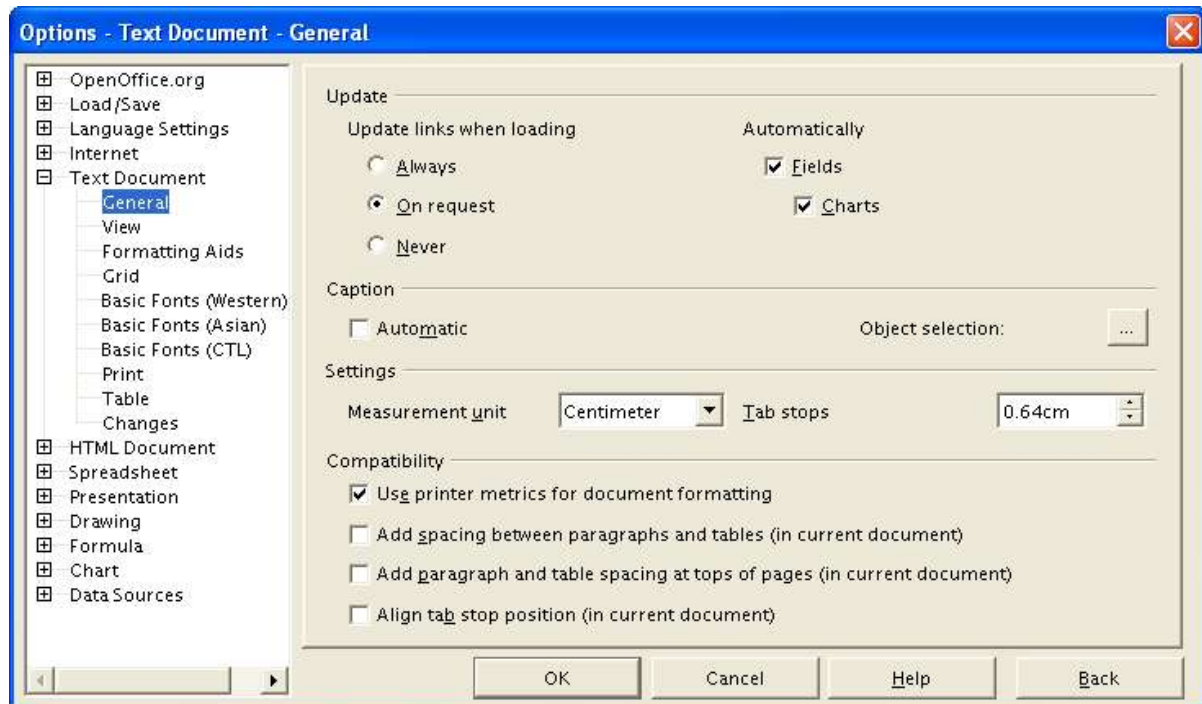 Options - Text Document - General
OpenOffice.org
Load/Save
Language Settings
Internet
Text Document
General
View
Formatting Aids
Grid
Basic Fonts (Western)
Basic Fonts (Asian)
Basic Fonts (CTL)
Print
Table
Changes
HTML Document
Spreadsheet
Presentation
Drawing
Formula
Chart
Data Sources
Update
Update links when loading
Always
On request
Never
Automatically
Fields
Charts
Caption
Automatic
Object selection:
...
Settings
Measurement unit
Centimeter
Tab stops
0.64cm
Compatibility
Use printer metrics for document formatting
Add spacing between paragraphs and tables (in current document)
Add paragraph and table spacing at tops of pages (in current document)
Align tab stop position (in current document)
OK
Cancel
Help
Back